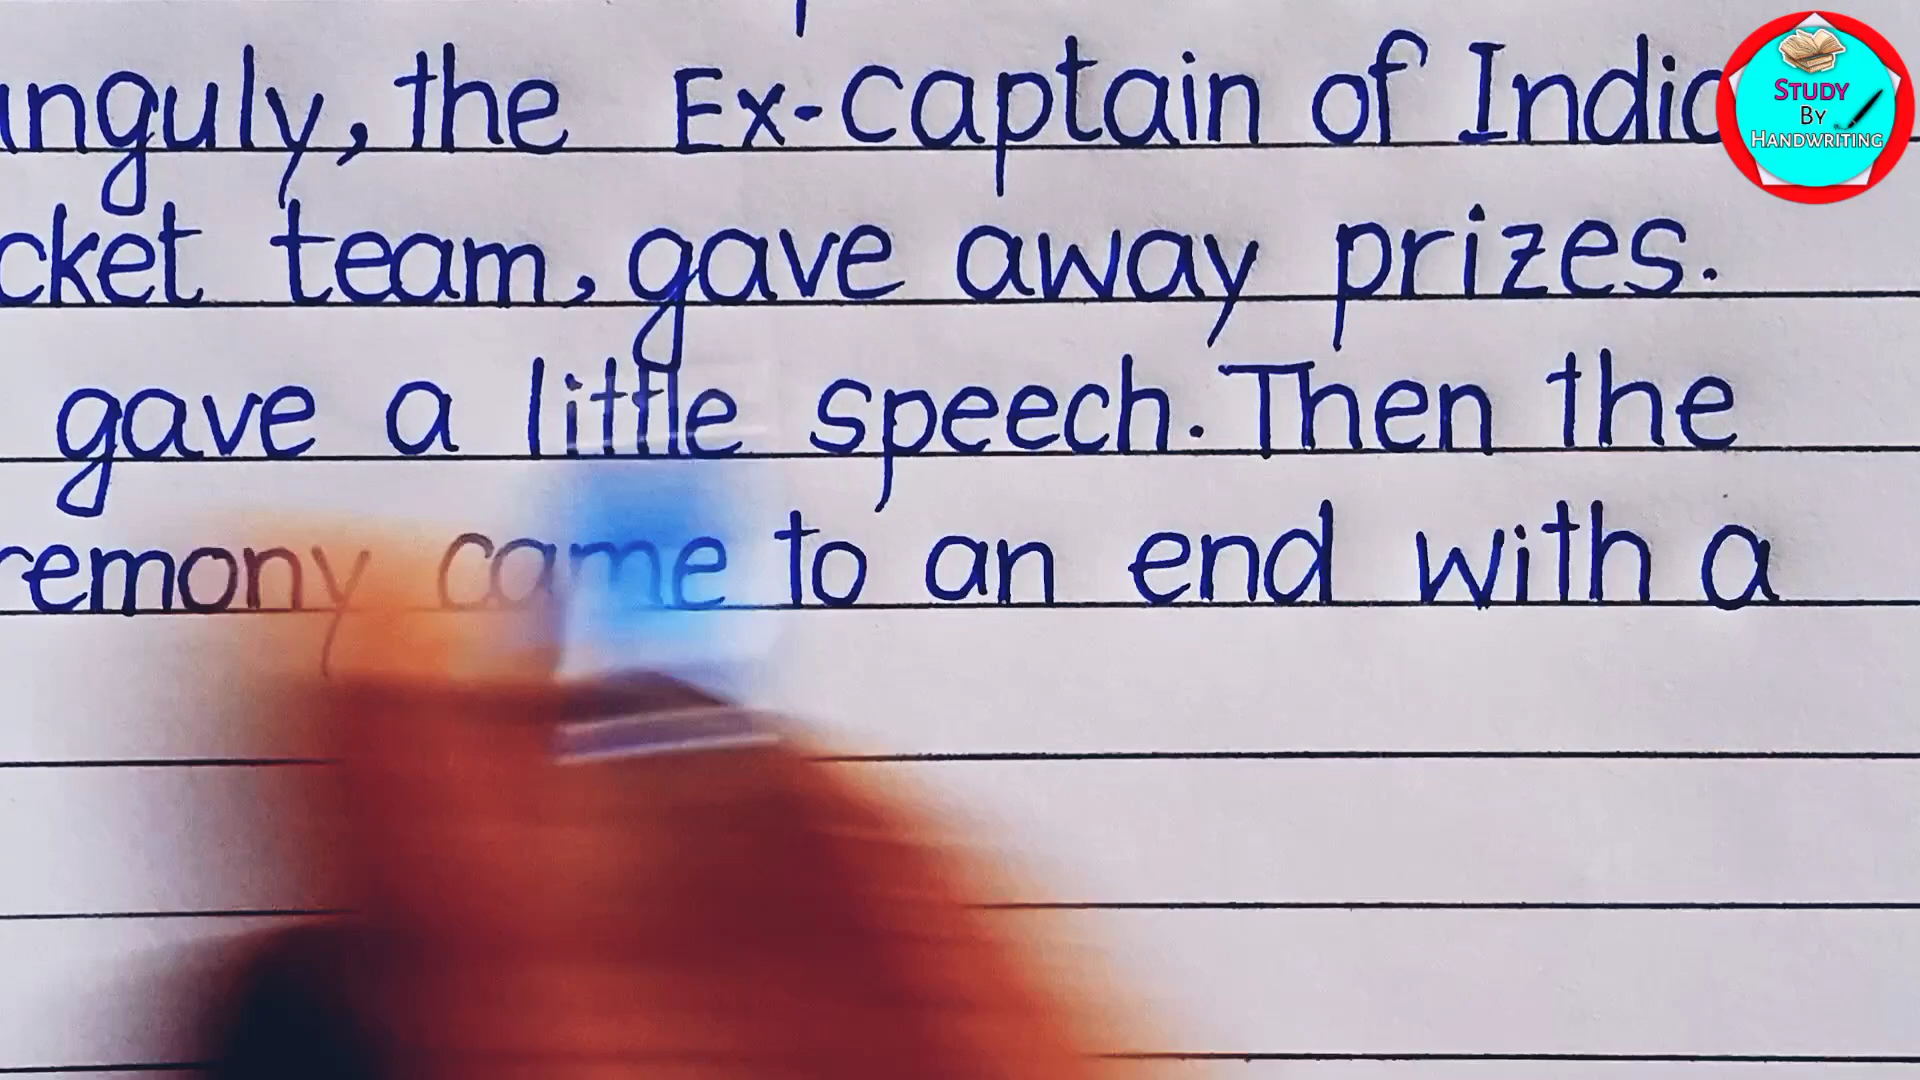 anguly, the Ex-captain of India
cket team, gave away prizes.
gave a little speech. Then the
remony came to an end with a
STUDY
BY
HANDWRITING